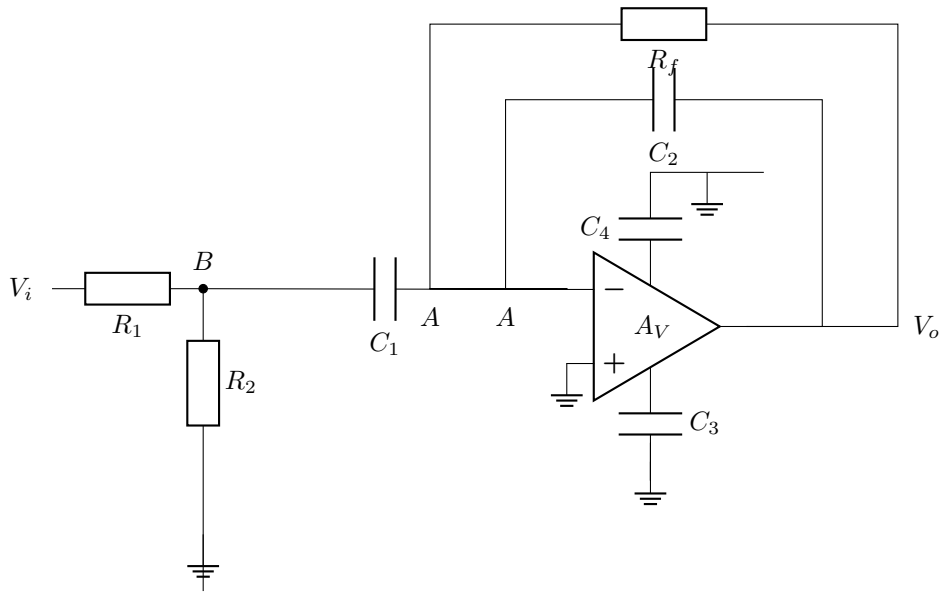 R_f
C_2
C_4
B
V_i
−
A
A
A_V
V_o
R_1
C_1
+
R_2
C_3